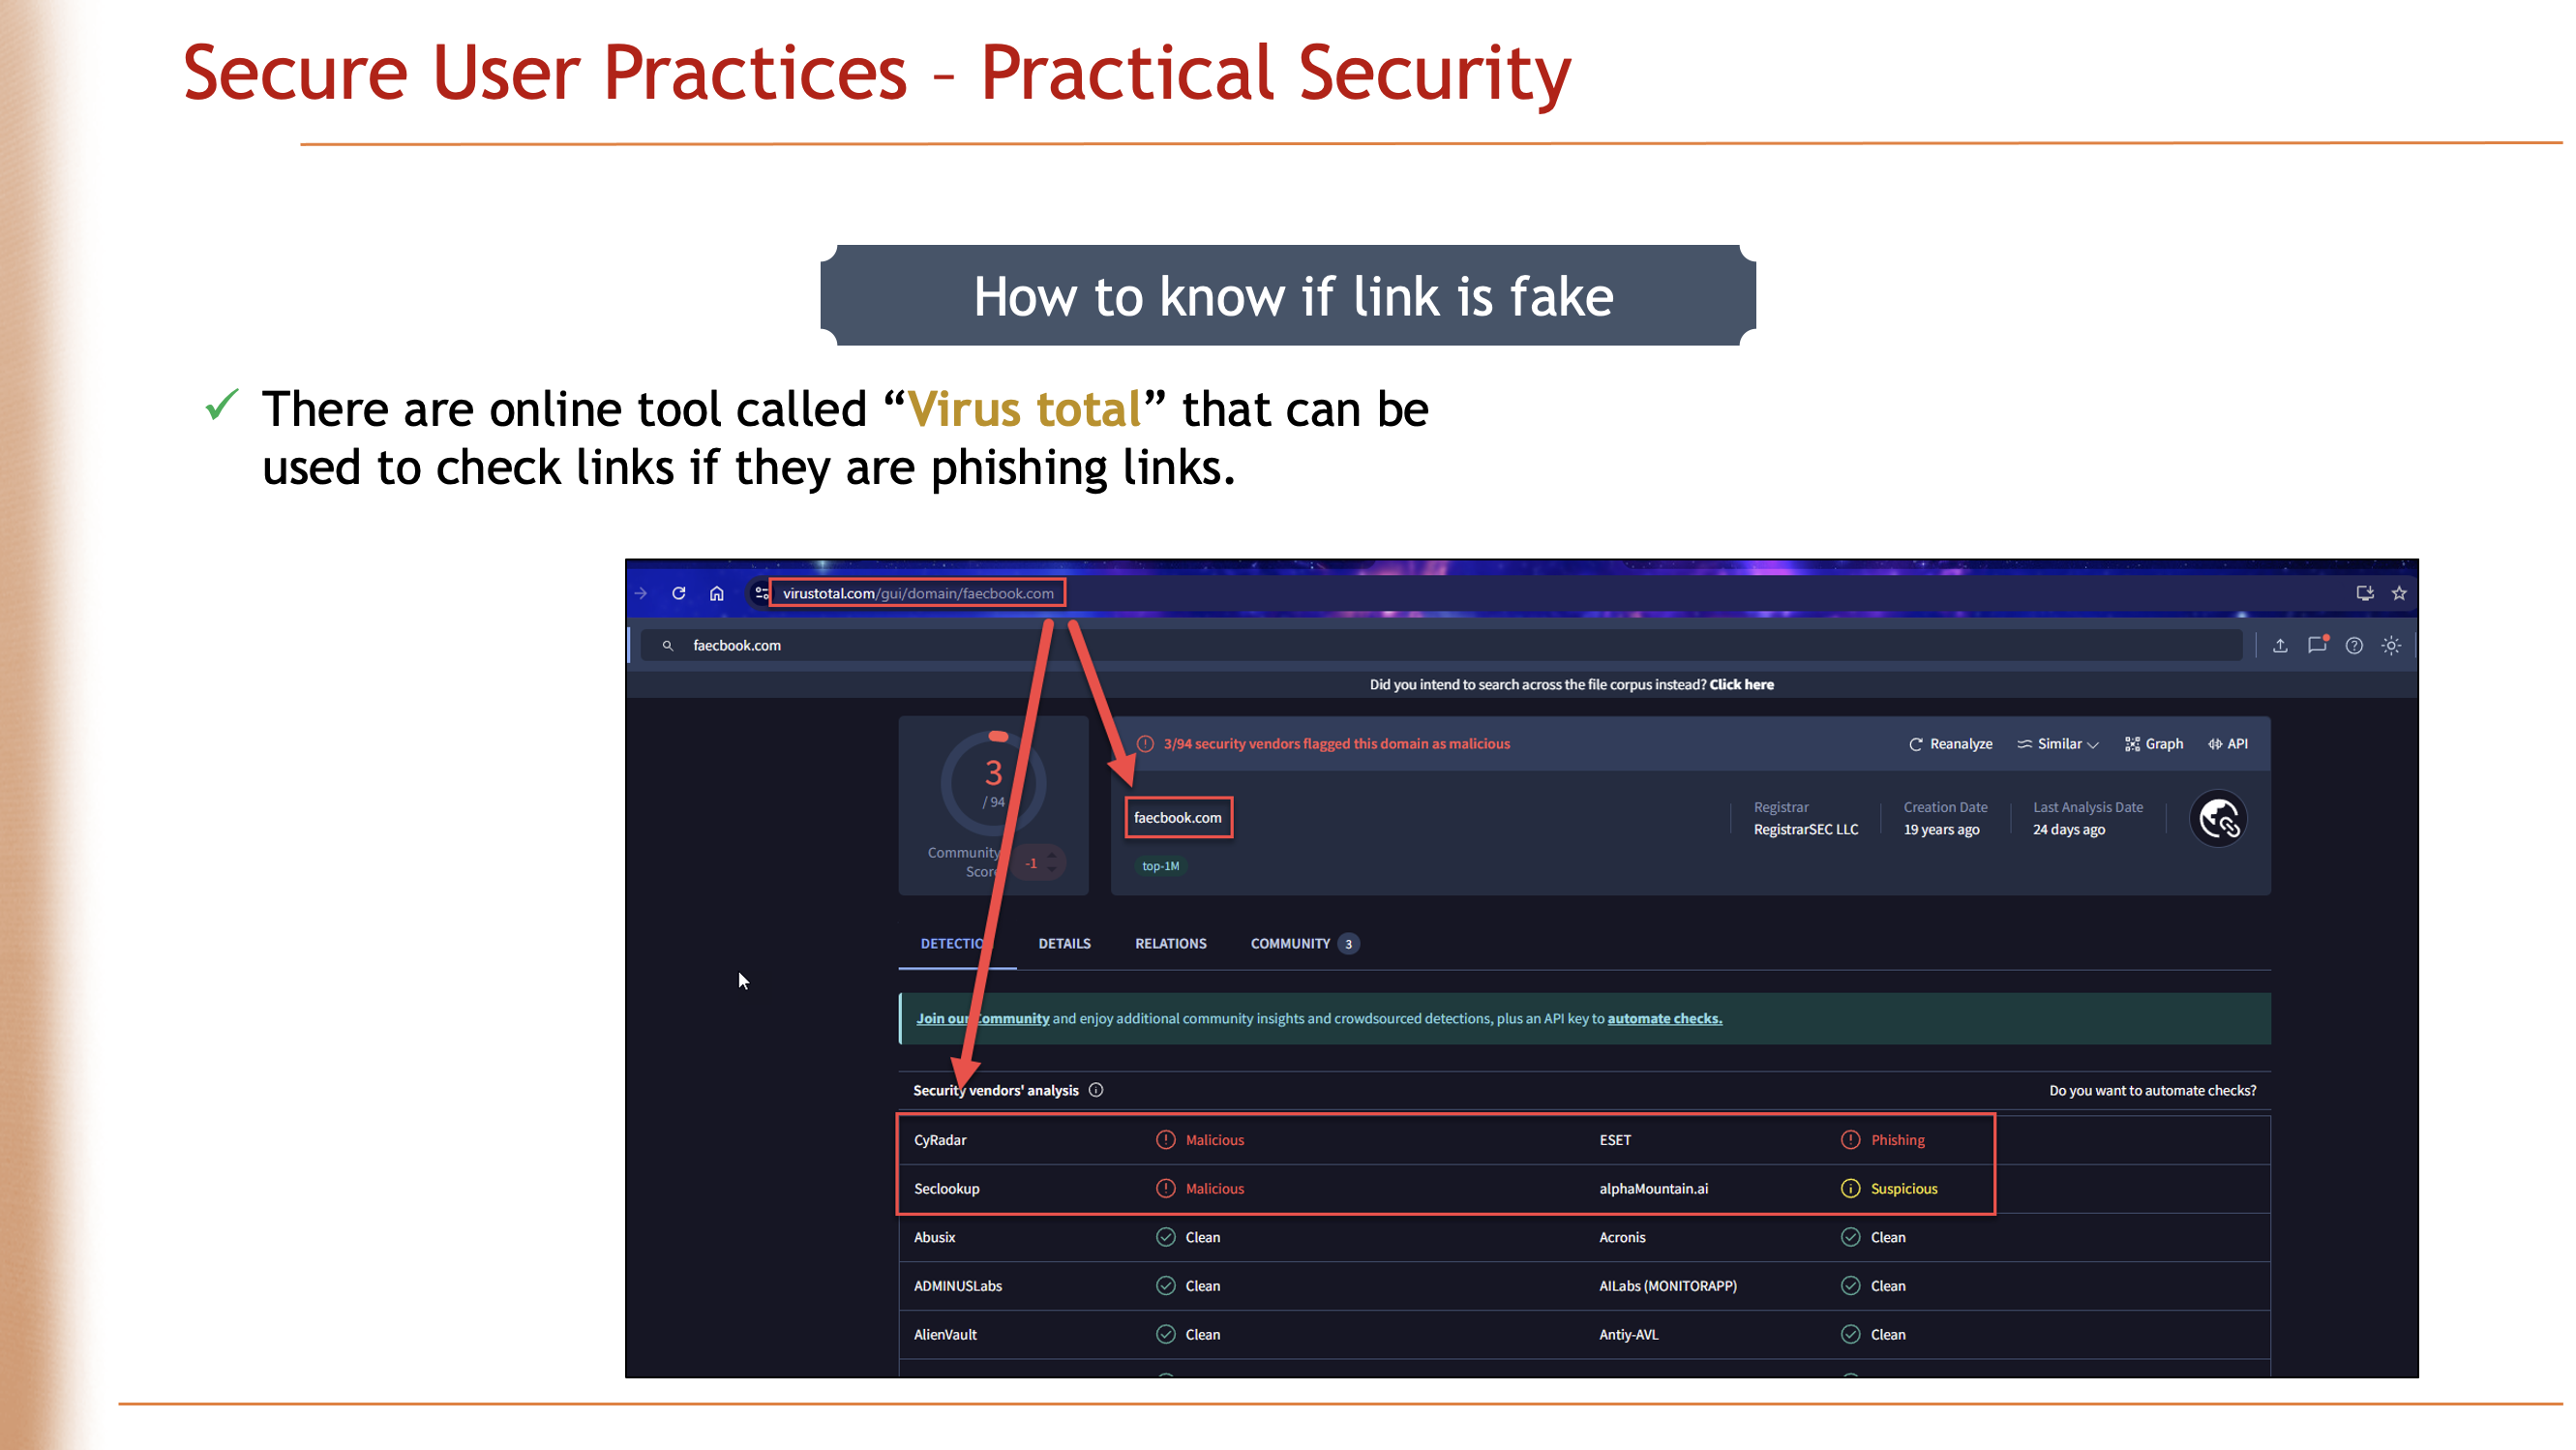 Secure User Practices – Practical Security
How to know if link is fake
✓ There are online tool called “Virus total” that can be
used to check links if they are phishing links.
virustotal.com/gui/domain/faecbook.com
faecbook.com
Did you intend to search across the file corpus instead? Click here
3
/ 94
Community
Score
-1
3/94 security vendors flagged this domain as malicious
Reanalyze Similar Graph API
faecbook.com
Registrar
RegistrarSEC LLC
Creation Date
19 years ago
Last Analysis Date
24 days ago
top-1M
DETECTION DETAILS RELATIONS COMMUNITY 3
Join our Community and enjoy additional community insights and crowdsourced detections, plus an API key to automate checks.
Security vendors' analysis Do you want to automate checks?
CyRadar Malicious ESET Phishing
Seclookup Malicious alphaMountain.ai Suspicious
Abusix Clean Acronis Clean
ADMINUSLabs Clean AILabs (MONITORAPP) Clean
AlienVault Clean Antiy-AVL Clean